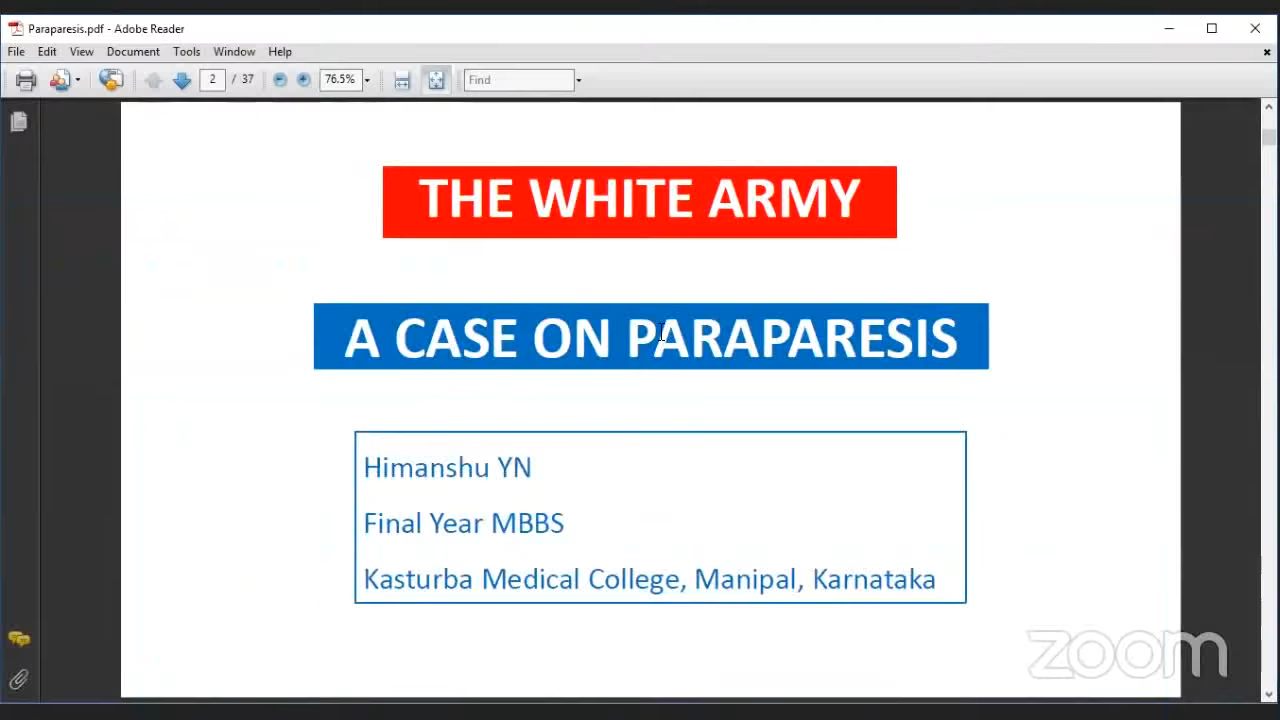 Paraparesis.pdf - Adobe Reader
File Edit View Document Tools Window Help
2 / 37 76.5% Find
THE WHITE ARMY
A CASE ON PARAPARESIS
Himanshu YN
Final Year MBBS
Kasturba Medical College, Manipal, Karnataka
zoom